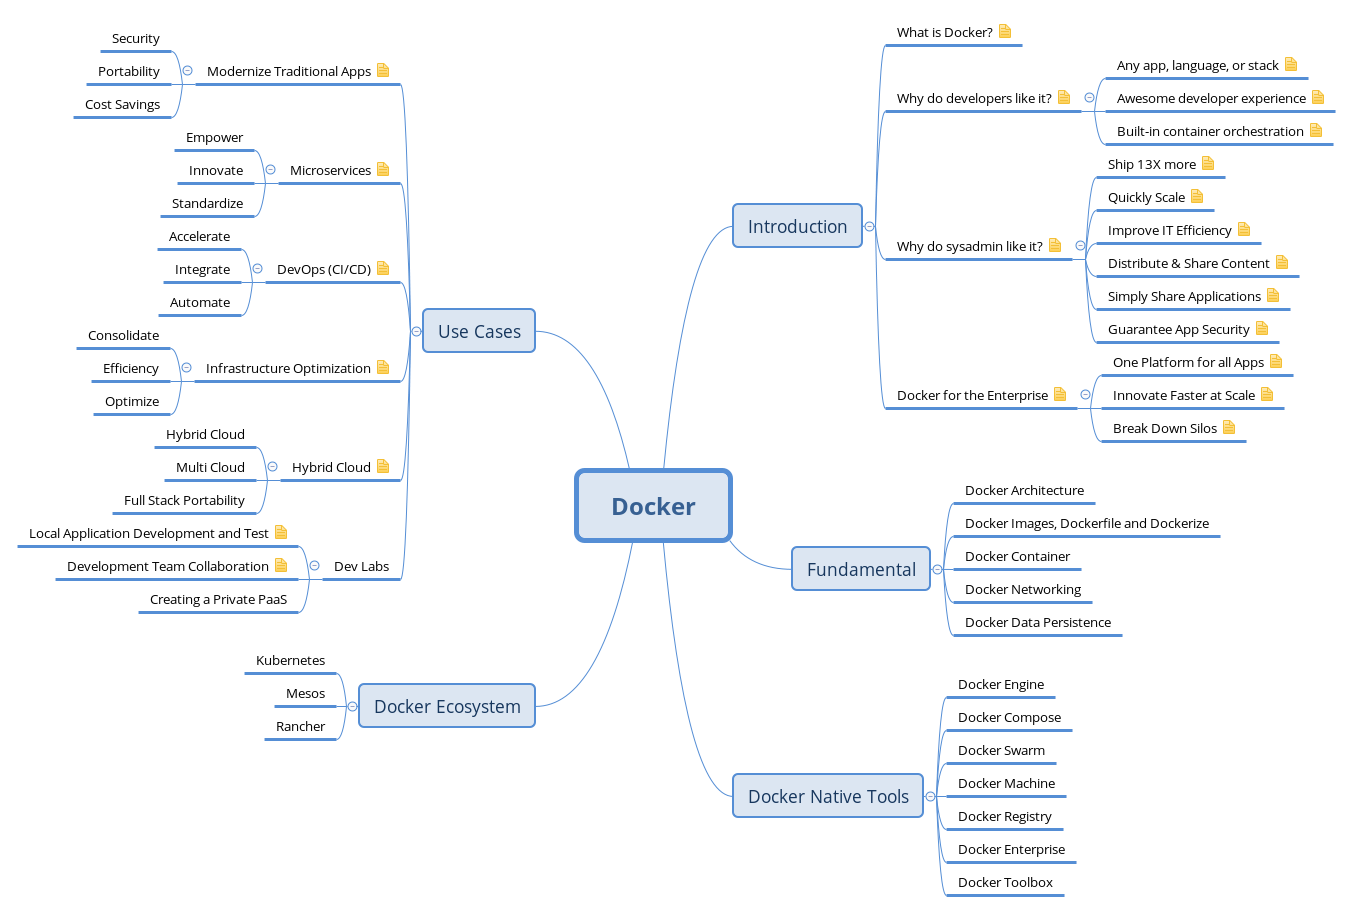 Docker
Introduction
What is Docker?
Why do developers like it?
Any app, language, or stack
Awesome developer experience
Built-in container orchestration
Why do sysadmin like it?
Ship 13X more
Quickly Scale
Improve IT Efficiency
Distribute & Share Content
Simply Share Applications
Guarantee App Security
Docker for the Enterprise
One Platform for all Apps
Innovate Faster at Scale
Break Down Silos
Fundamental
Docker Architecture
Docker Images, Dockerfile and Dockerize
Docker Container
Docker Networking
Docker Data Persistence
Docker Native Tools
Docker Engine
Docker Compose
Docker Swarm
Docker Machine
Docker Registry
Docker Enterprise
Docker Toolbox
Use Cases
Modernize Traditional Apps
Security
Portability
Cost Savings
Microservices
Empower
Innovate
Standardize
DevOps (CI/CD)
Accelerate
Integrate
Automate
Infrastructure Optimization
Consolidate
Efficiency
Optimize
Hybrid Cloud
Hybrid Cloud
Multi Cloud
Full Stack Portability
Dev Labs
Local Application Development and Test
Development Team Collaboration
Creating a Private PaaS
Docker Ecosystem
Kubernetes
Mesos
Rancher